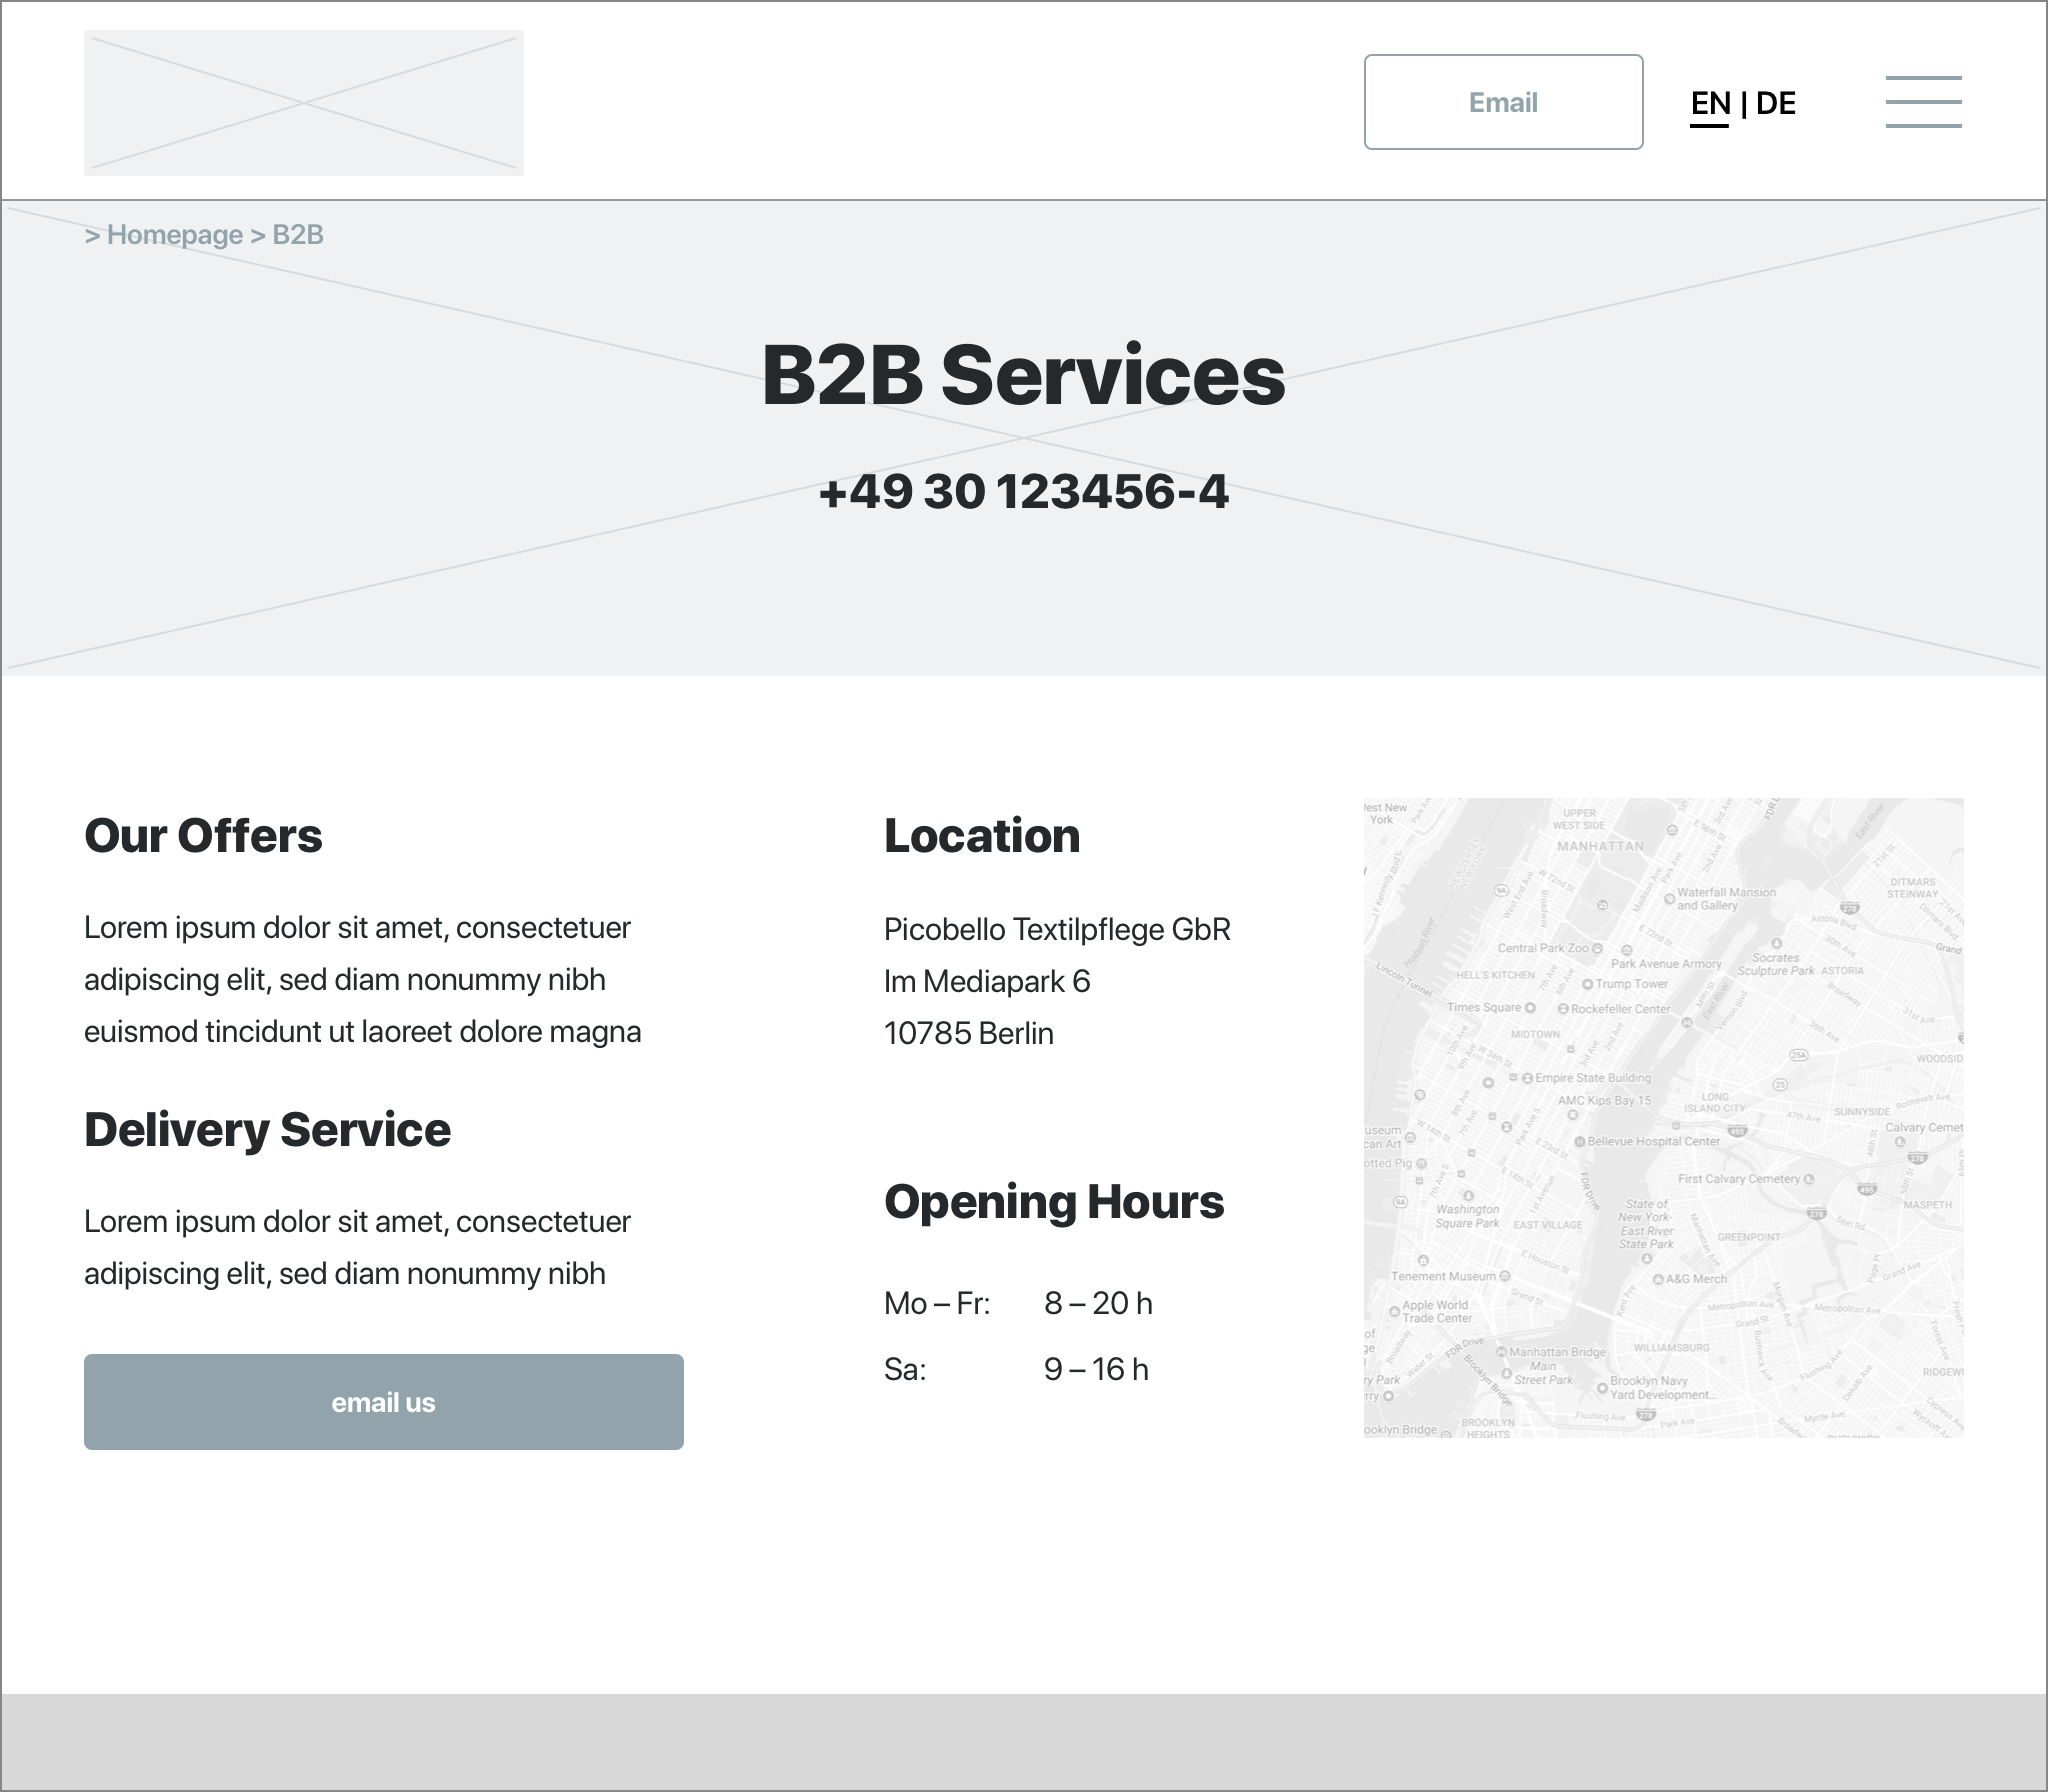 Email
EN | DE
> Homepage > B2B
B2B Services
+49 30 123456-4
Our Offers
Lorem ipsum dolor sit amet, consectetuer
adipiscing elit, sed diam nonummy nibh
euismod tincidunt ut laoreet dolore magna
Delivery Service
Lorem ipsum dolor sit amet, consectetuer
adipiscing elit, sed diam nonummy nibh
email us
Location
Picobello Textilpflege GbR
Im Mediapark 6
10785 Berlin
Opening Hours
Mo – Fr: 8 – 20 h
Sa: 9 – 16 h
UPPER
WEST SIDE
MANHATTAN
Waterfall Mansion
and Gallery
DITMARS
STEINWAY
Central Park Zoo
Park Avenue Armory
Socrates
Sculpture Park
ASTORIA
HELL'S KITCHEN
Lincoln Tunnel
Trump Tower
Times Square
Rockefeller Center
MIDTOWN
Empire State Building
AMC Kips Bay 15
LONG
ISLAND CITY
SUNNYSIDE
Bellevue Hospital Center
First Calvary Cemetery
Washington
Square Park
EAST VILLAGE
State of
New York-
East River
State Park
MASPETH
GREENPOINT
Tenement Museum
A&G Merch
Apple World
Trade Center
Manhattan Bridge
Main
Street Park
WILLIAMSBURG
Brooklyn Navy
Yard Development...
BROOKLYN
HEIGHTS